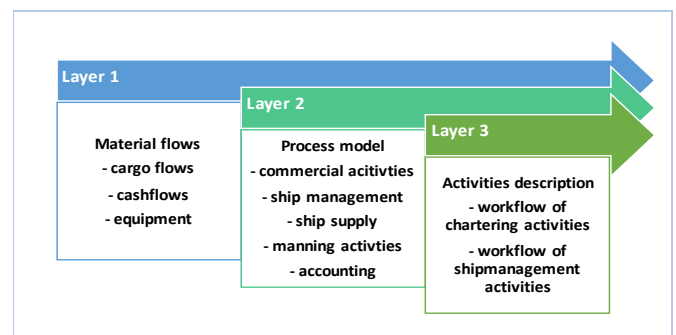 Layer 1
Material flows
- cargo flows
- cashflows
- equipment
Layer 2
Process model
- commercial acitivties
- ship management
- ship supply
- manning activties
- accounting
Layer 3
Activities description
- workflow of
chartering activities
- workflow of
shipmanagement
activities